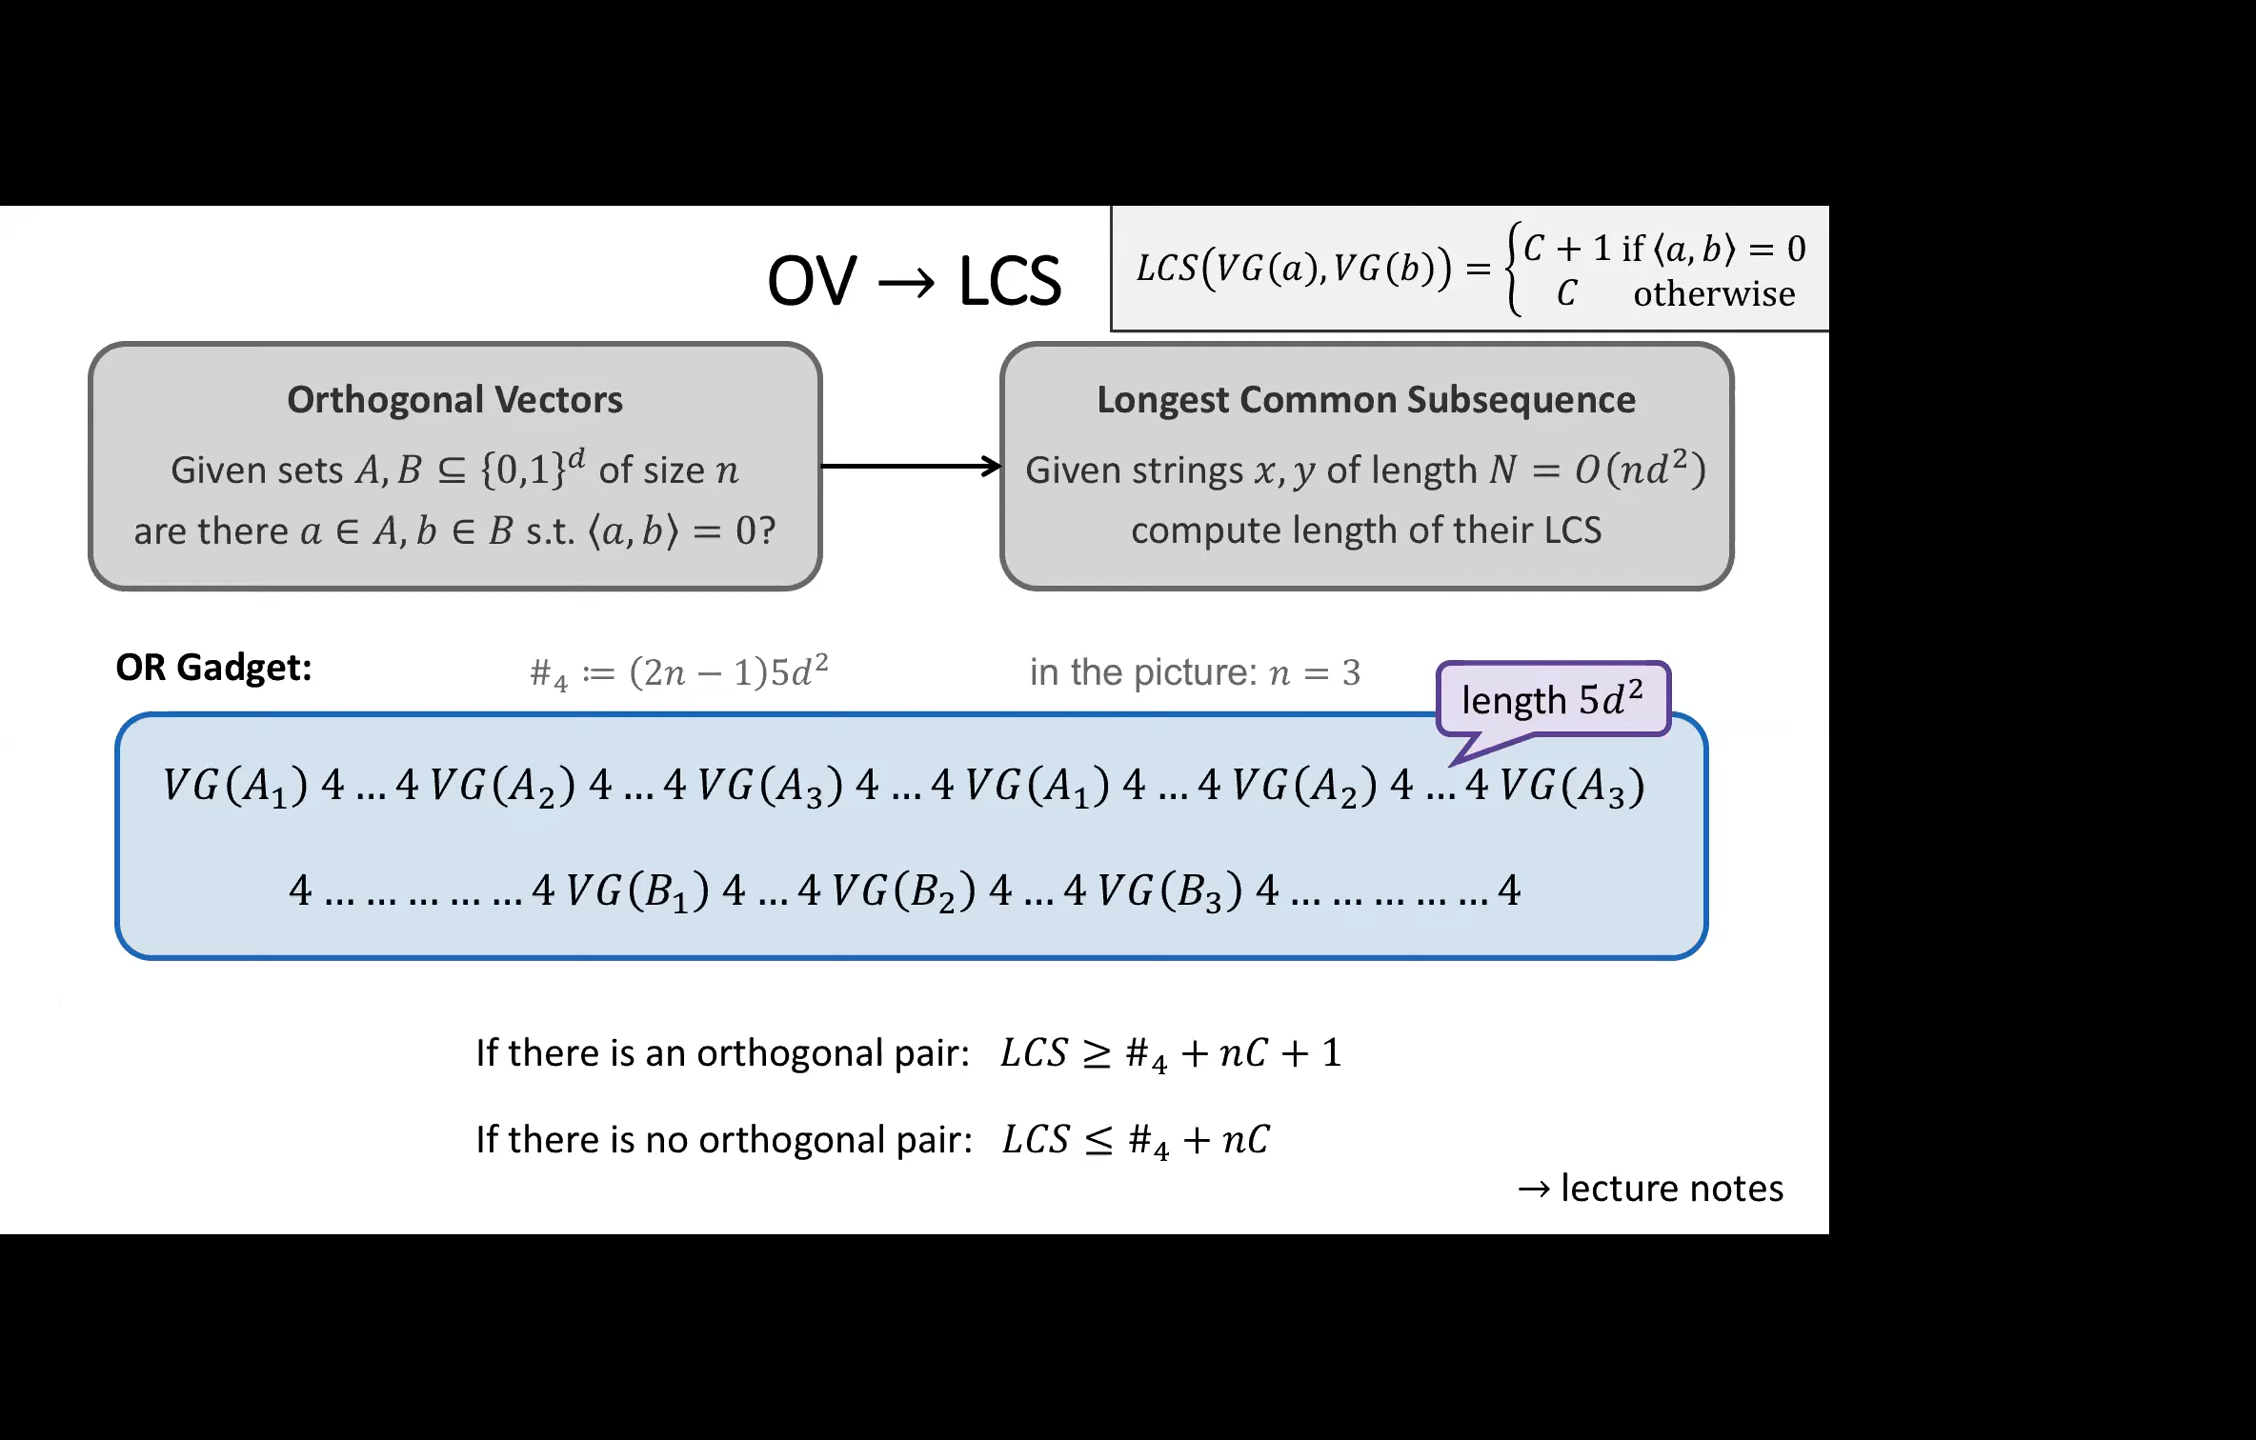 OV → LCS
LCS(VG(a), VG(b)) = { C + 1 if ⟨a, b⟩ = 0
C otherwise
Orthogonal Vectors
Given sets A, B ⊆ {0,1}ᵈ of size n
are there a ∈ A, b ∈ B s.t. ⟨a, b⟩ = 0?
Longest Common Subsequence
Given strings x, y of length N = O(nd²)
compute length of their LCS
OR Gadget:
#₄ := (2n − 1)5d²
in the picture: n = 3
length 5d²
VG(A₁) 4 ... 4 VG(A₂) 4 ... 4 VG(A₃) 4 ... 4 VG(A₁) 4 ... 4 VG(A₂) 4 ... 4 VG(A₃)
4 ... ... ... ... ... 4 VG(B₁) 4 ... 4 VG(B₂) 4 ... 4 VG(B₃) 4 ... ... ... ... ... 4
If there is an orthogonal pair: LCS ≥ #₄ + nC + 1
If there is no orthogonal pair: LCS ≤ #₄ + nC
→ lecture notes